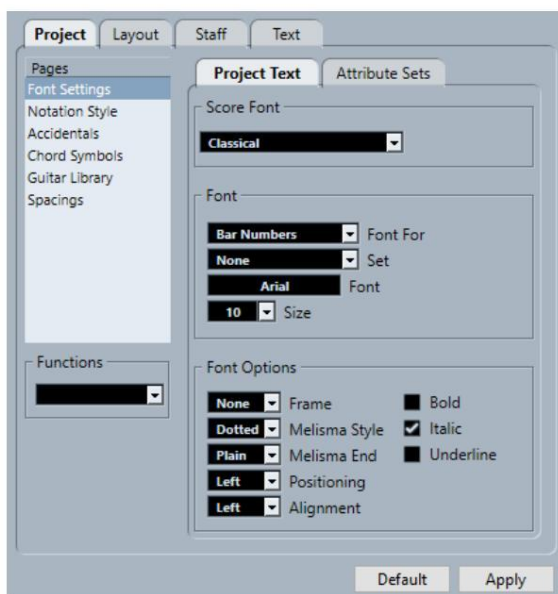 Project Layout Staff Text
Pages
Font Settings
Notation Style
Accidentals
Chord Symbols
Guitar Library
Spacings
Functions
Project Text Attribute Sets
Score Font
Classical
Font
Bar Numbers Font For
None Set
Arial Font
10 Size
Font Options
None Frame Bold
Dotted Melisma Style Italic
Plain Melisma End Underline
Left Positioning
Left Alignment
Default Apply